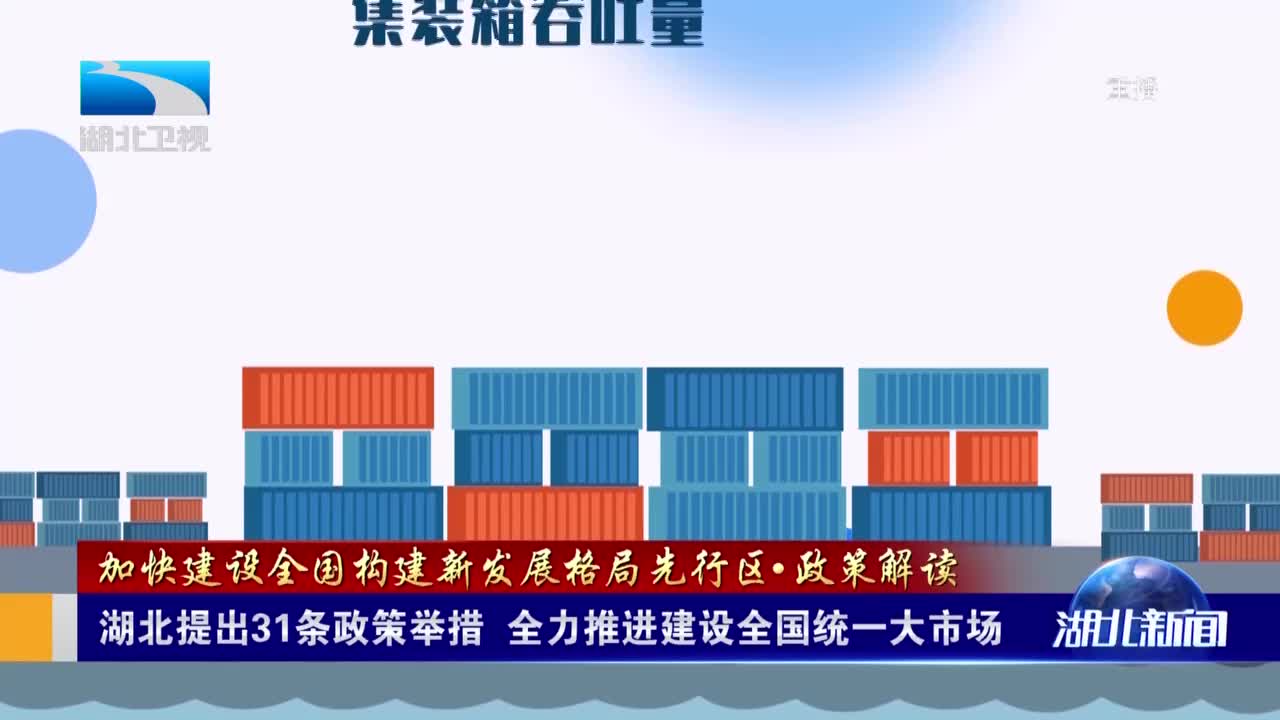 集装箱吞吐量
湖北卫视
重播
加快建设全国构建新发展格局先行区·政策解读
湖北提出31条政策举措 全力推进建设全国统一大市场
湖北新闻